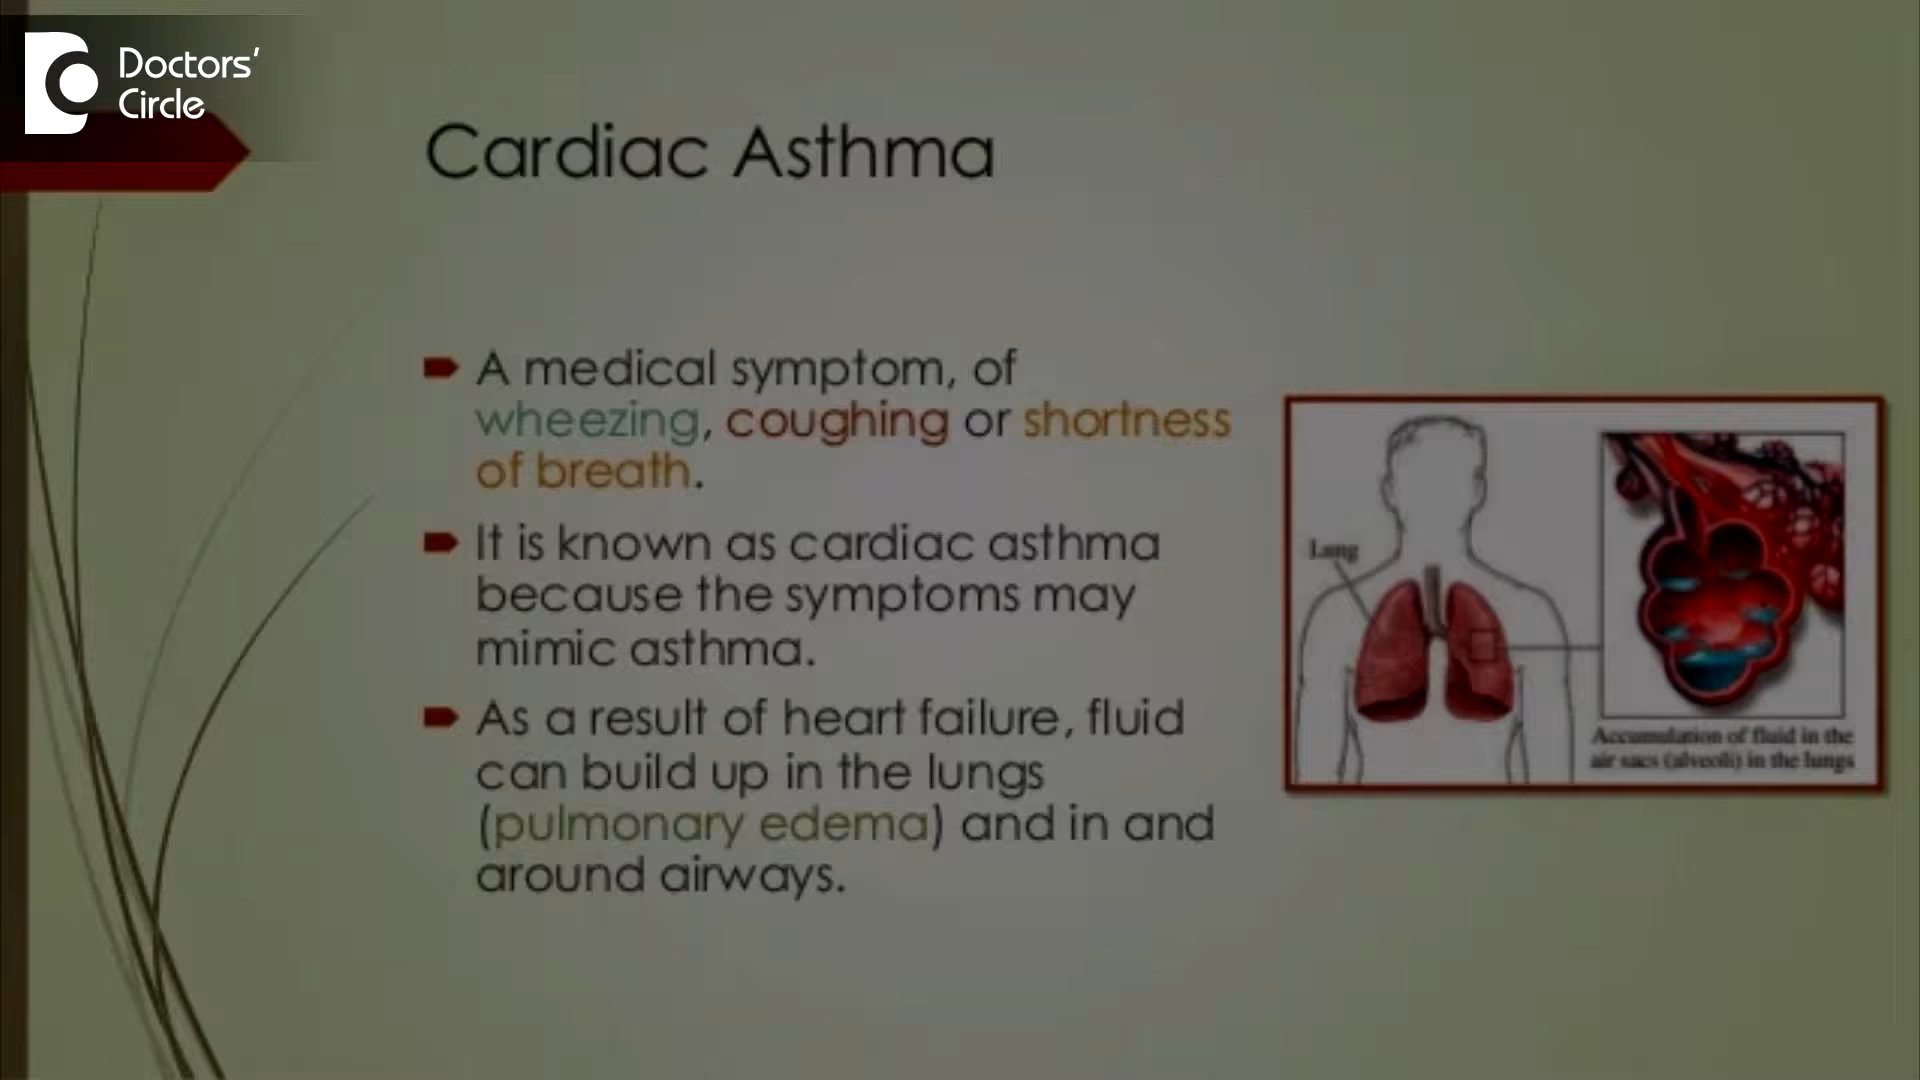 Doctors'
Circle
Cardiac Asthma
A medical symptom, of
wheezing, coughing or shortness
of breath.
It is known as cardiac asthma
because the symptoms may
mimic asthma.
As a result of heart failure, fluid
can build up in the lungs
(pulmonary edema) and in and
around airways.
Lung
Accumulation of fluid in the
air sacs (alveoli) in the lungs